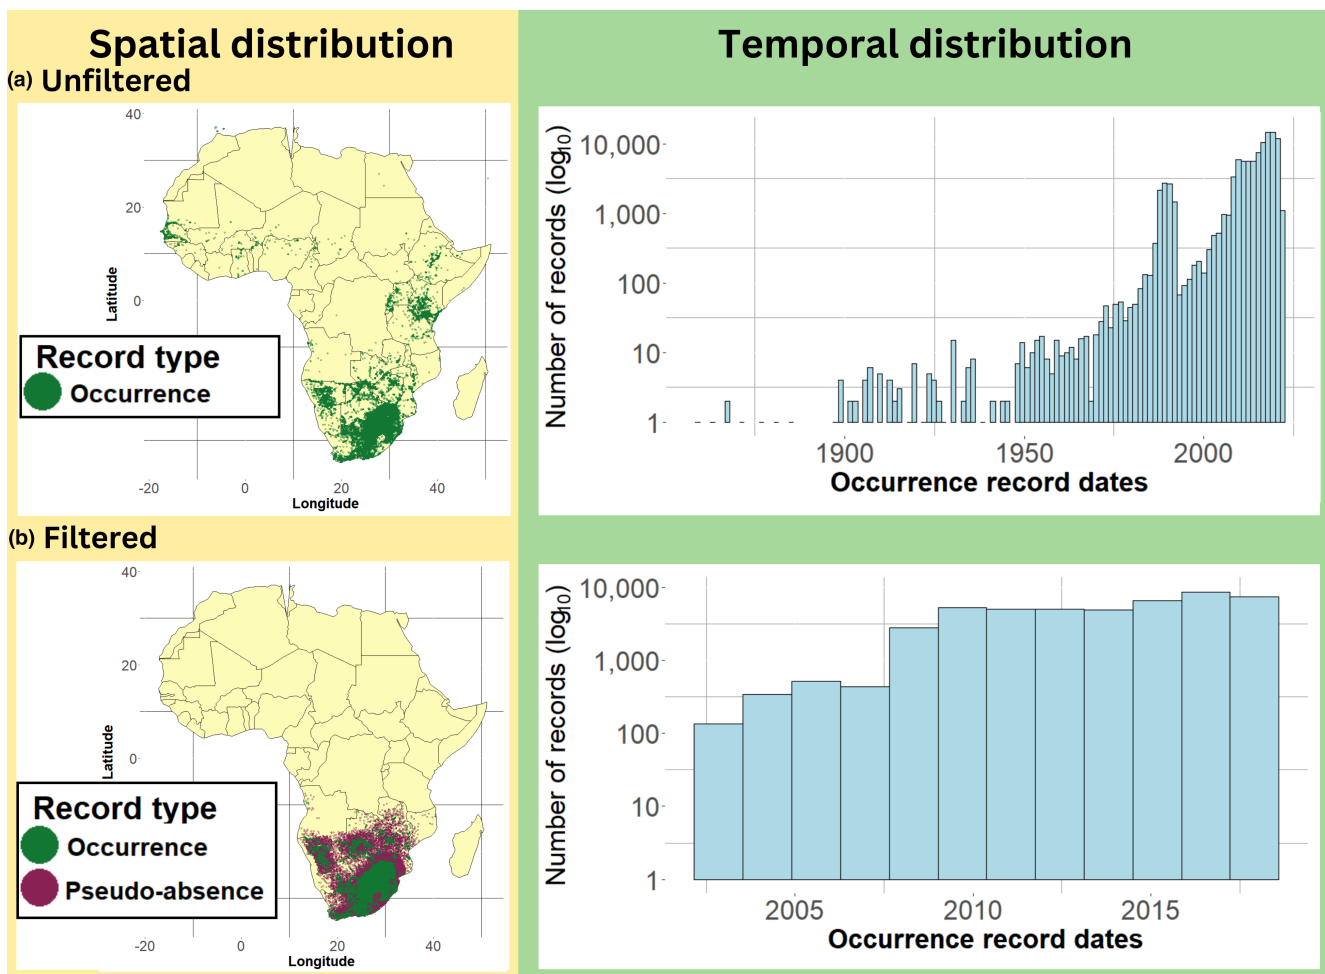 Spatial distribution
Temporal distribution
(a) Unfiltered
40
20
0
Latitude
Record type
Occurrence
-20 0 20 40
Longitude
Number of records (log10)
10,000
1,000
100
10
1
1900 1950 2000
Occurrence record dates
(b) Filtered
40
20
0
Latitude
Record type
Occurrence
Pseudo-absence
-20 0 20 40
Longitude
Number of records (log10)
10,000
1,000
100
10
1
2005 2010 2015
Occurrence record dates